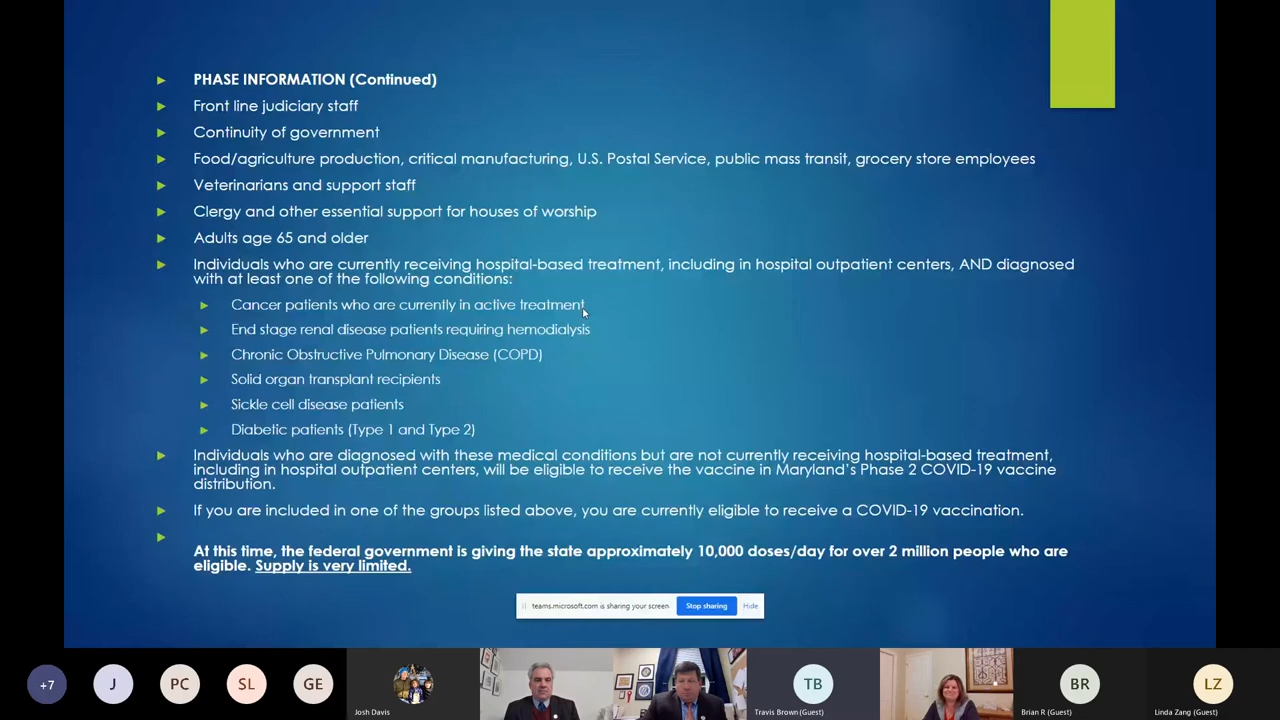 PHASE INFORMATION (Continued)
Front line judiciary staff
Continuity of government
Food/agriculture production, critical manufacturing, U.S. Postal Service, public mass transit, grocery store employees
Veterinarians and support staff
Clergy and other essential support for houses of worship
Adults age 65 and older
Individuals who are currently receiving hospital-based treatment, including in hospital outpatient centers, AND diagnosed
with at least one of the following conditions:
Cancer patients who are currently in active treatment
End stage renal disease patients requiring hemodialysis
Chronic Obstructive Pulmonary Disease (COPD)
Solid organ transplant recipients
Sickle cell disease patients
Diabetic patients (Type 1 and Type 2)
Individuals who are diagnosed with these medical conditions but are not currently receiving hospital-based treatment,
including in hospital outpatient centers, will be eligible to receive the vaccine in Maryland's Phase 2 COVID-19 vaccine
distribution.
If you are included in one of the groups listed above, you are currently eligible to receive a COVID-19 vaccination.
At this time, the federal government is giving the state approximately 10,000 doses/day for over 2 million people who are
eligible. Supply is very limited.
teams.microsoft.com is sharing your screen Stop sharing Hide
+7 J PC SL GE TB BR LZ
Josh Davis Travis Brown (Guest) Brian R (Guest) Linda Zang (Guest)